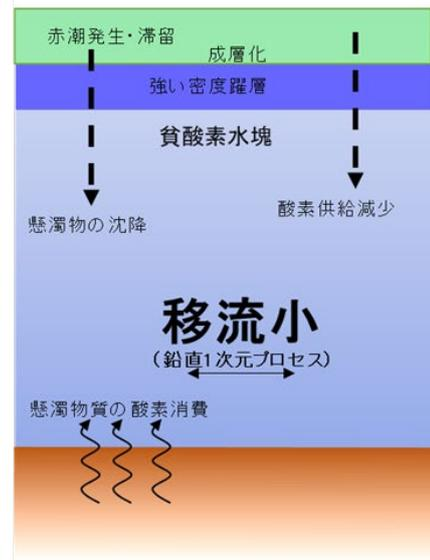 赤潮発生・滞留
成層化
強い密度躍層
貧酸素水塊
酸素供給減少
懸濁物の沈降
移流小
(鉛直1次元プロセス)
懸濁物質の酸素消費